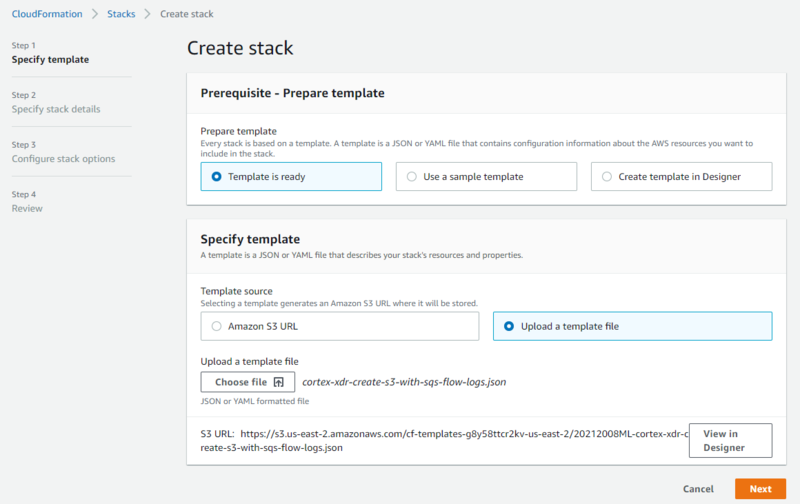 CloudFormation > Stacks > Create stack
Step 1
Specify template
Step 2
Specify stack details
Step 3
Configure stack options
Step 4
Review
Create stack
Prerequisite - Prepare template
Prepare template
Every stack is based on a template. A template is a JSON or YAML file that contains configuration information about the AWS resources you want to
include in the stack.
Template is ready
Use a sample template
Create template in Designer
Specify template
A template is a JSON or YAML file that describes your stack's resources and properties.
Template source
Selecting a template generates an Amazon S3 URL where it will be stored.
Amazon S3 URL
Upload a template file
Upload a template file
Choose file cortex-xdr-create-s3-with-sqs-flow-logs.json
JSON or YAML formatted file
S3 URL: https://s3.us-east-2.amazonaws.com/cf-templates-g8y58ttcr2kv-us-east-2/20212008ML-cortex-xdr-c
reate-s3-with-sqs-flow-logs.json
View in
Designer
Cancel
Next